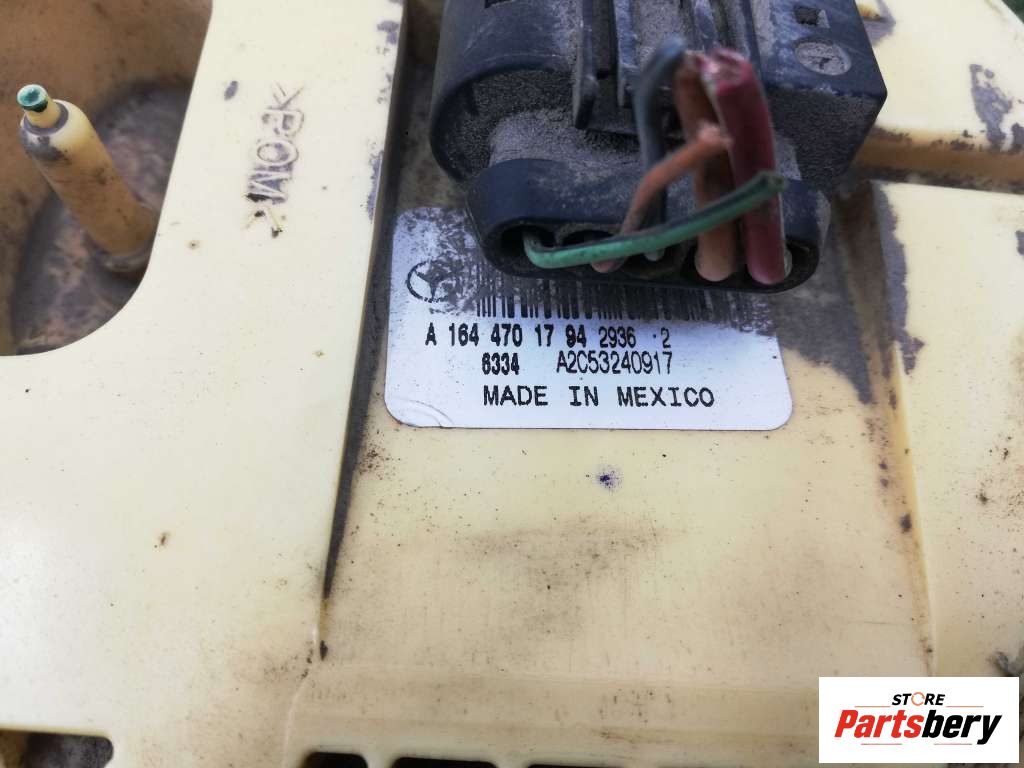 A 164 470 17 94 2936 2
6334 A2C53240917
MADE IN MEXICO
STORE
Partsbery